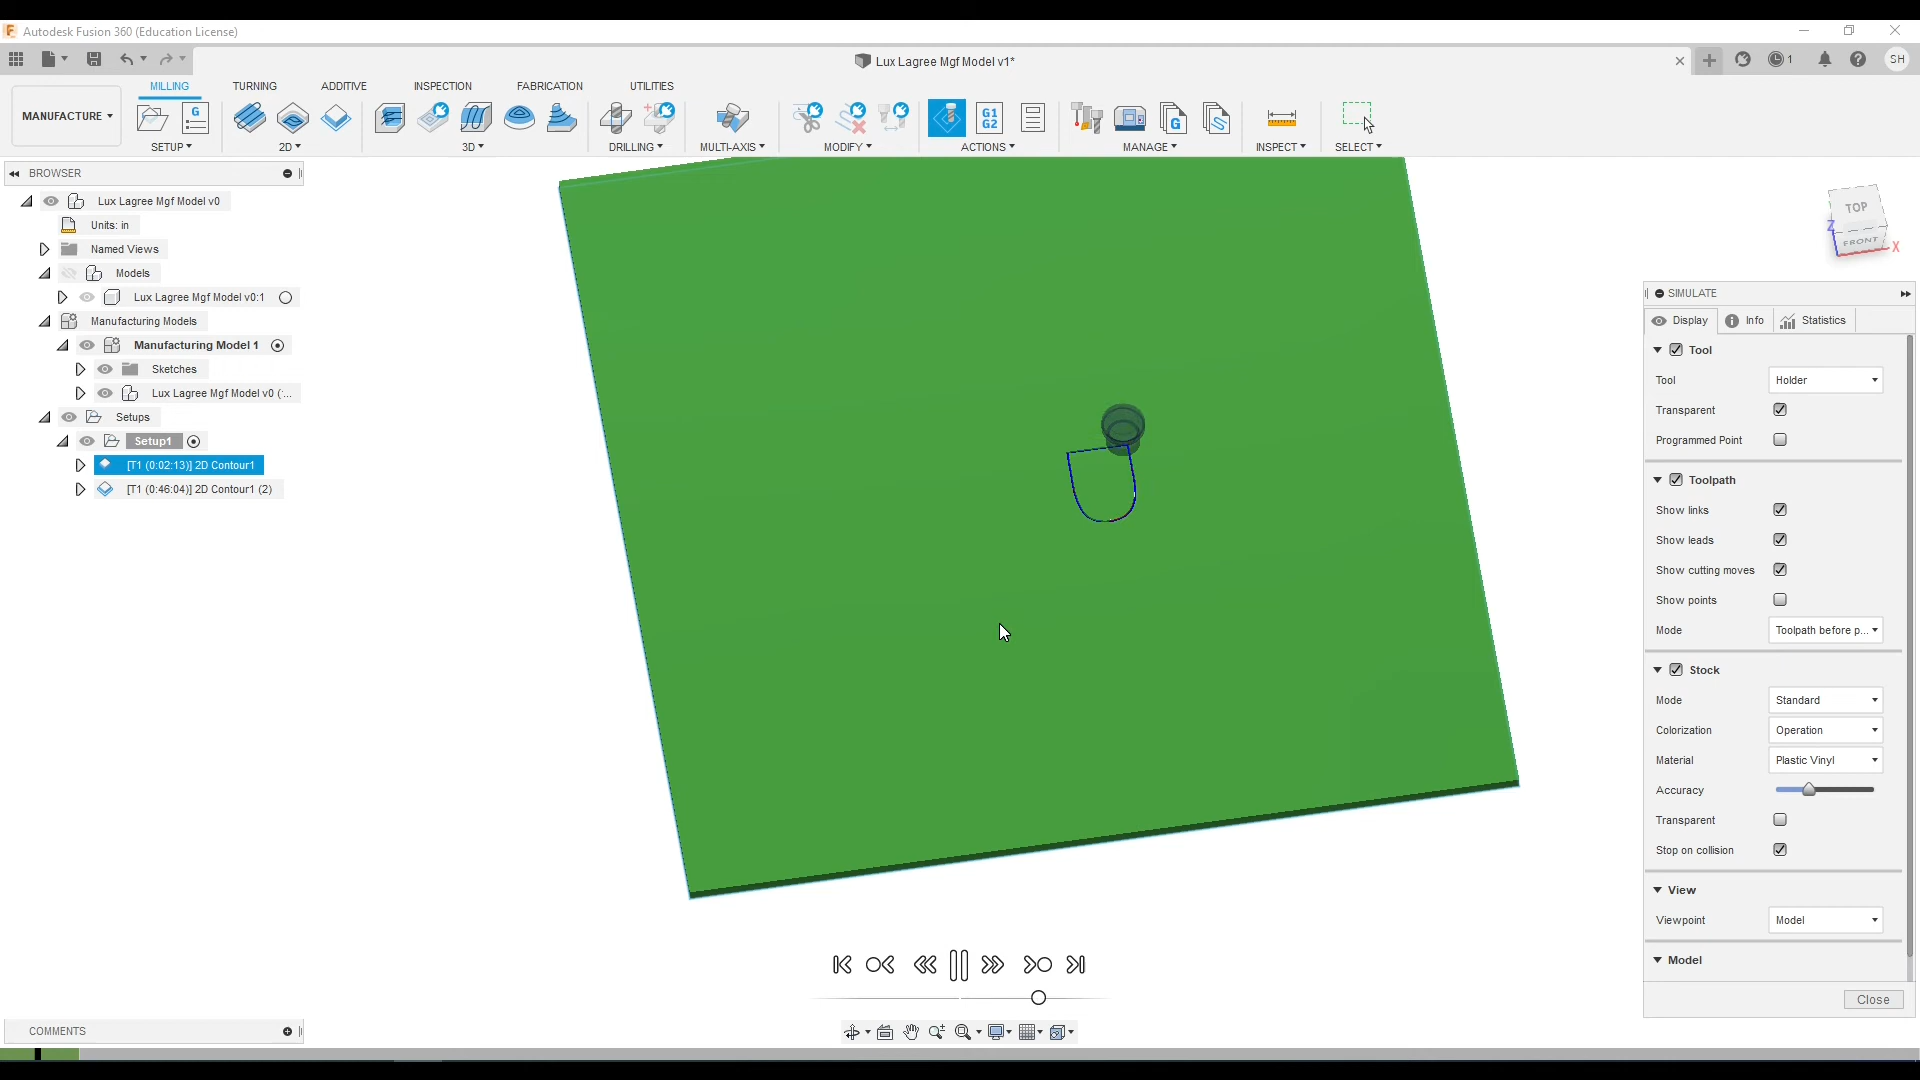 Autodesk Fusion 360 (Education License)
Lux Lagree Mgf Model v1*
1
SH
MILLING
TURNING
ADDITIVE
INSPECTION
FABRICATION
UTILITIES
MANUFACTURE
G1
G2
SETUP
2D
3D
DRILLING
MULTI-AXIS
MODIFY
ACTIONS
MANAGE
INSPECT
SELECT
BROWSER
Lux Lagree Mgf Model v0
Units: in
Named Views
Models
Lux Lagree Mgf Model v0:1
Manufacturing Models
Manufacturing Model 1
Sketches
Lux Lagree Mgf Model v0 (:...
Setups
Setup1
[T1 (0:02:13)] 2D Contour1
[T1 (0:46:04)] 2D Contour1 (2)
TOP
FRONT
Z
X
SIMULATE
Display
Info
Statistics
Tool
Tool
Holder
Transparent
Programmed Point
Toolpath
Show links
Show leads
Show cutting moves
Show points
Mode
Toolpath before p...
Stock
Mode
Standard
Colorization
Operation
Material
Plastic Vinyl
Accuracy
Transparent
Stop on collision
View
Viewpoint
Model
Model
Close
COMMENTS